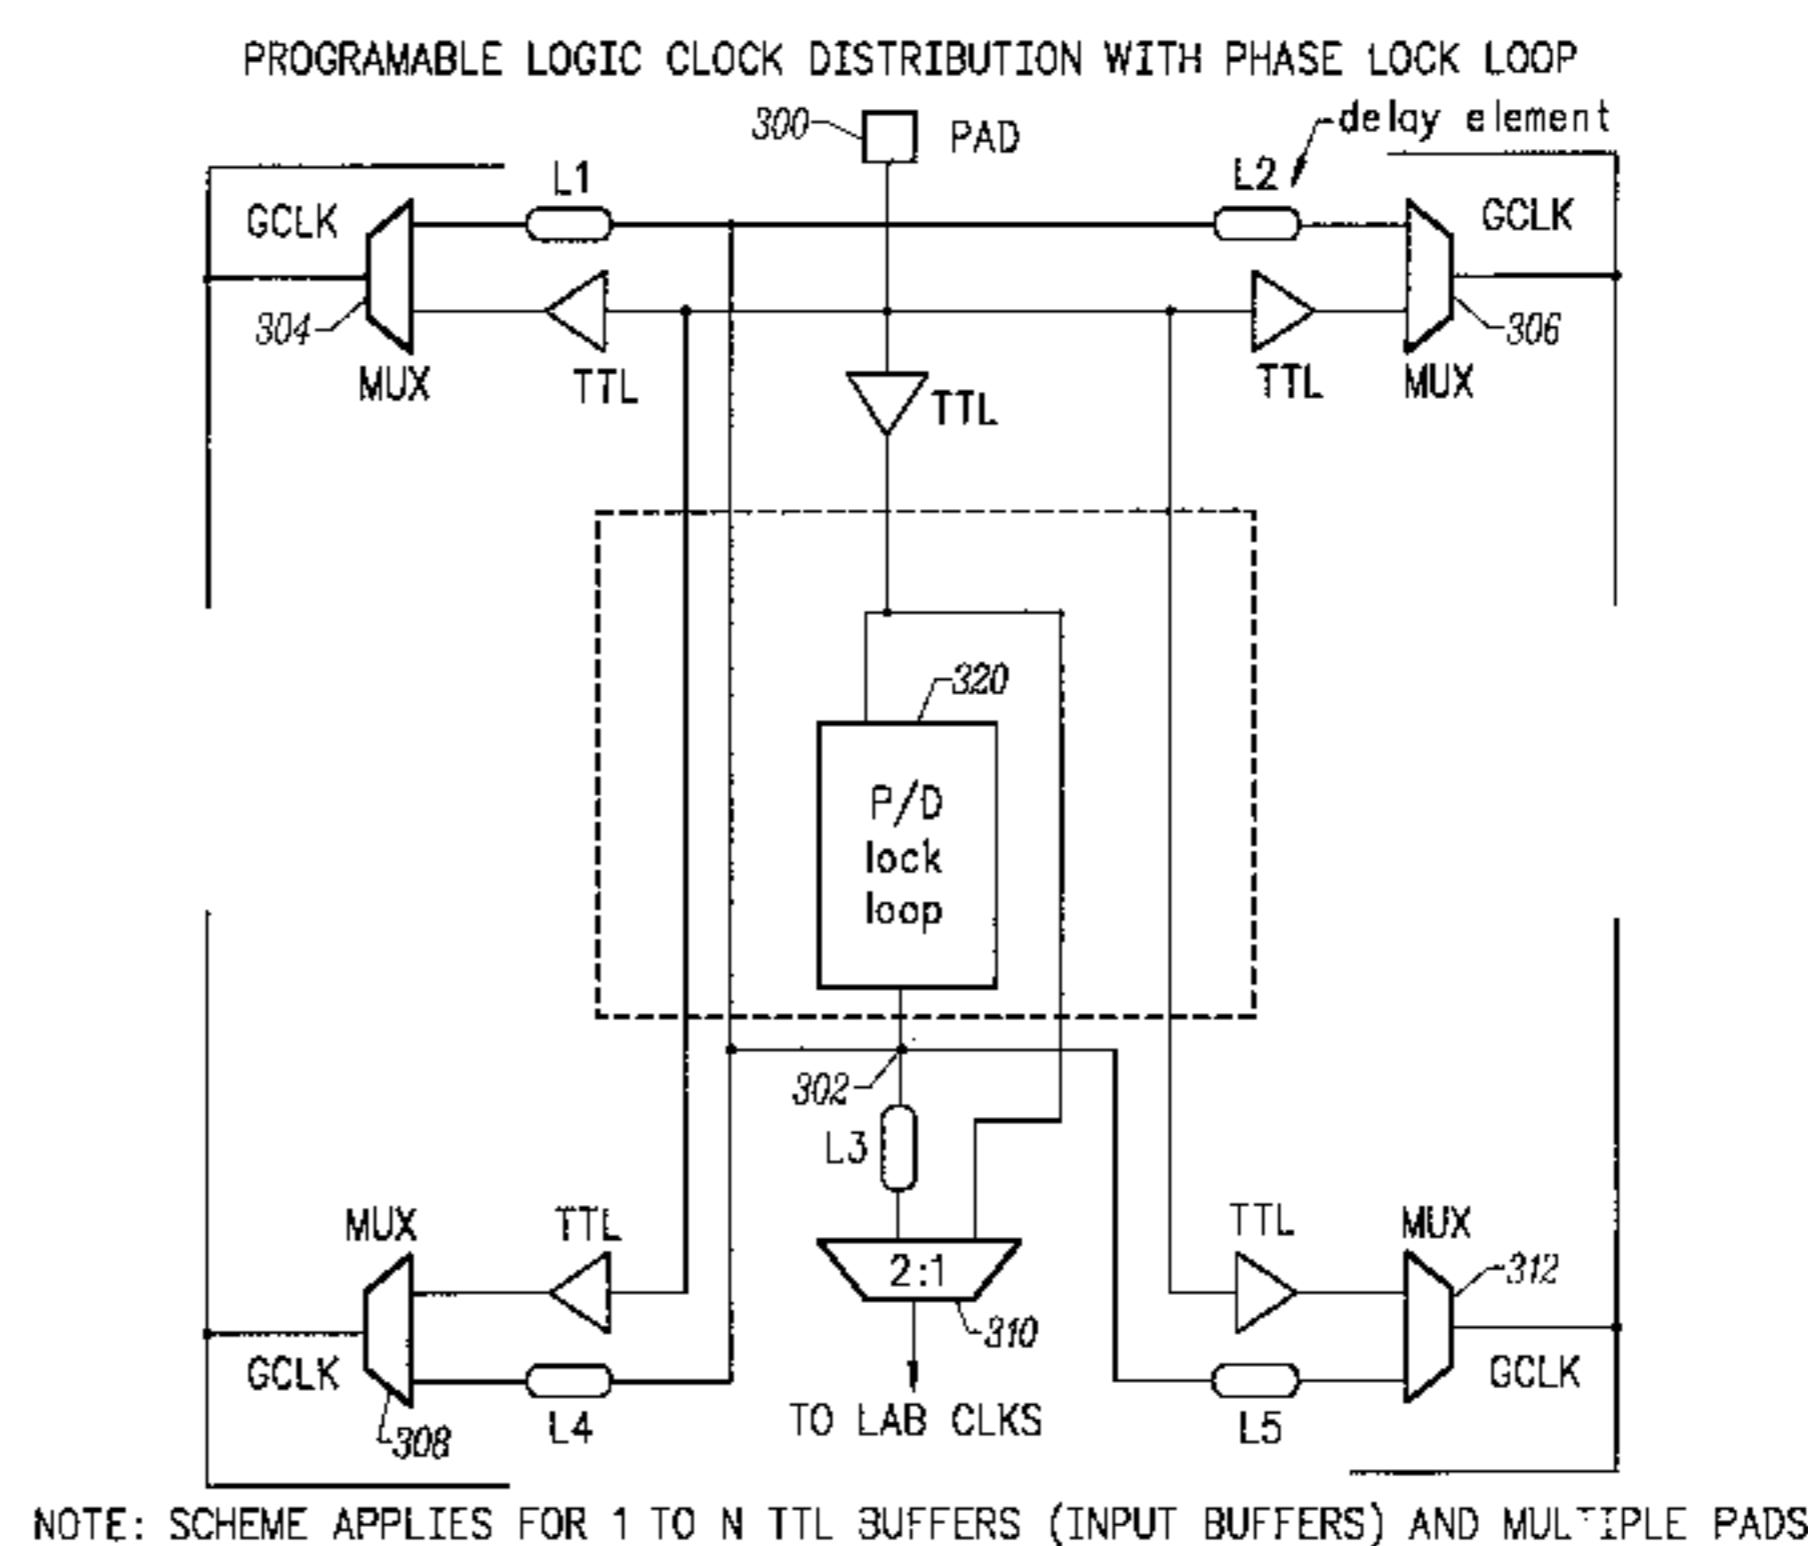 PROGRAMABLE LOGIC CLOCK DISTRIBUTION WITH PHASE LOCK LOOP
300 PAD
delay element
L1
L2
GCLK
GCLK
304
306
MUX
TTL
TTL
TTL
MUX
320
P/D
lock
loop
302
L3
MUX
TTL
TTL
MUX
2:1
312
310
GCLK
GCLK
308
L4
TO LAB CLKS
L5
NOTE: SCHEME APPLIES FOR 1 TO N TTL BUFFERS (INPUT BUFFERS) AND MULTIPLE PADS